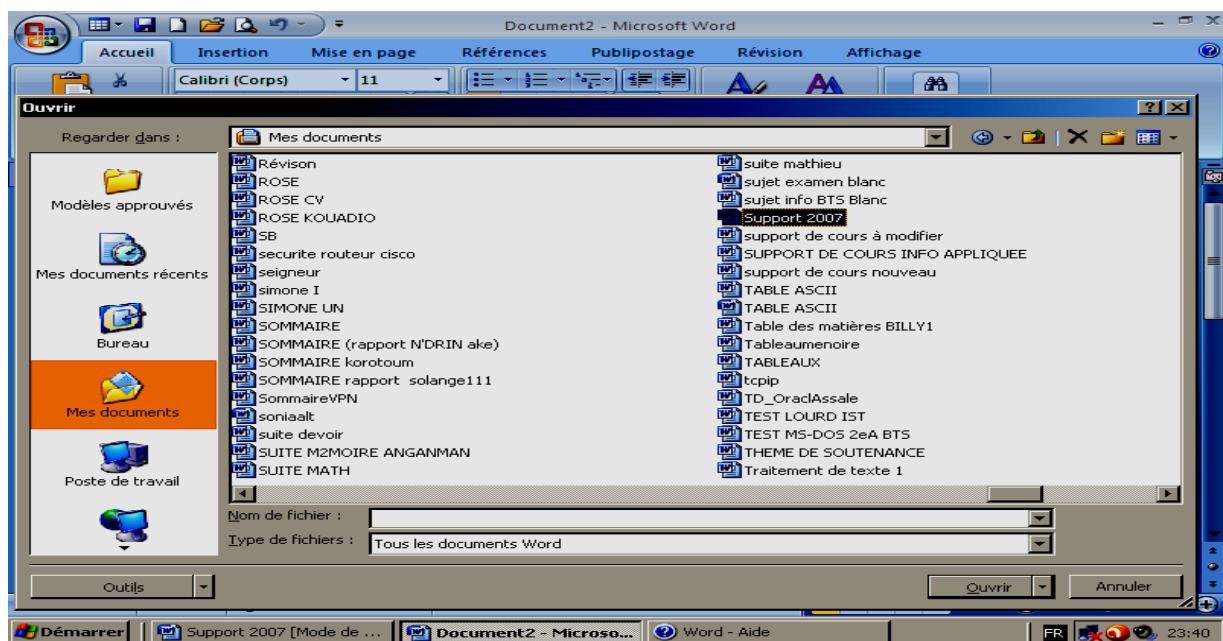 Document2 - Microsoft Word
Accueil Insertion Mise en page Références Publipostage Révision Affichage
Calibri (Corps) 11
Ouvrir
Regarder dans : Mes documents
Modèles approuvés
Mes documents récents
Bureau
Mes documents
Poste de travail
Révison
ROSE
ROSE CV
ROSE KOUADIO
SB
securite routeur cisco
seigneur
simone I
SIMONE UN
SOMMAIRE
SOMMAIRE (rapport N'DRIN ake)
SOMMAIRE korotoum
SOMMAIRE rapport solange111
SommaireVPN
soniaalt
suite devoir
SUITE M2MOIRE ANGANMAN
SUITE MATH
suite mathieu
sujet examen blanc
sujet info BTS Blanc
Support 2007
support de cours à modifier
SUPPORT DE COURS INFO APPLIQUEE
support de cours nouveau
TABLE ASCII
TABLE ASCII
Table des matières BILLY1
Tableaumenoire
TABLEAUX
tcpip
TD_OraclAssale
TEST LOURD IST
TEST MS-DOS 2eA BTS
THEME DE SOUTENANCE
Traitement de texte 1
Nom de fichier :
Type de fichiers : Tous les documents Word
Outils Ouvrir Annuler
Démarrer Support 2007 [Mode de ... Document2 - Microso... Word - Aide FR 23:40